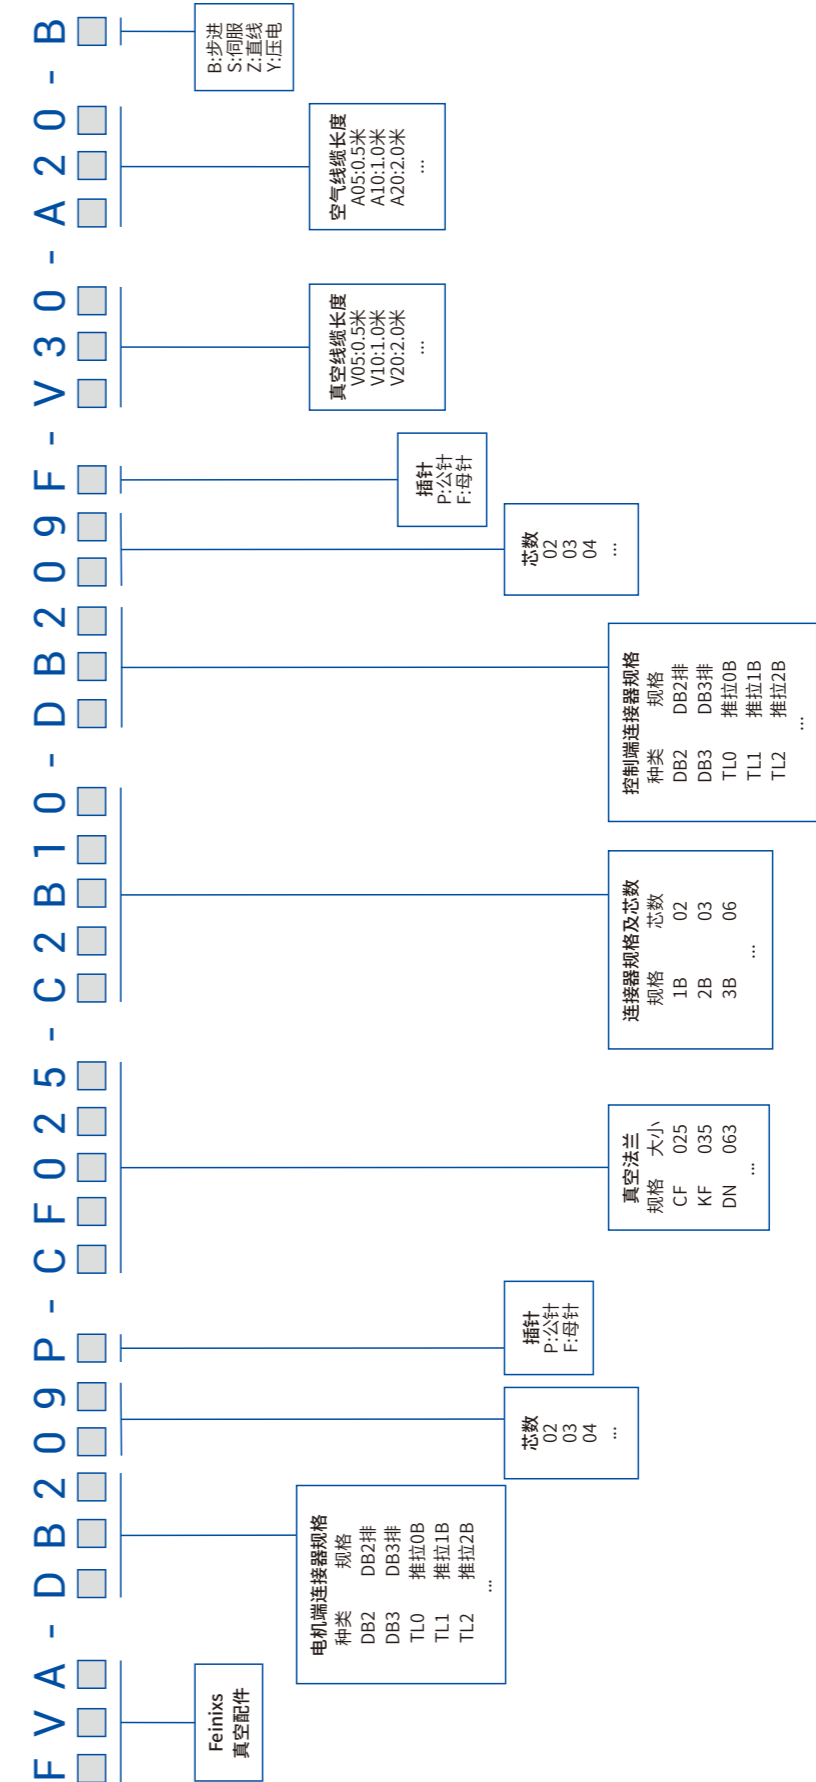 FVA-DB209P-CF025-C2B10-DB209F-V30-A20-B
Feinixs
真空配件
电机端连接器规格
种类 规格
DB2 DB2排
DB3 DB3排
TL0 推拉0B
TL1 推拉1B
TL2 推拉2B
...
芯数
02
03
04
...
插针
P:公针
F:母针
真空法兰
规格 大小
CF 025
KF 035
DN 063
...
连接器规格及芯数
规格 芯数
1B 02
2B 03
3B 06
...
控制端连接器规格
种类 规格
DB2 DB2排
DB3 DB3排
TL0 推拉0B
TL1 推拉1B
TL2 推拉2B
...
芯数
02
03
04
...
插针
P:公针
F:母针
真空线缆长度
V05:0.5米
V10:1.0米
V20:2.0米
...
空气线缆长度
A05:0.5米
A10:1.0米
A20:2.0米
...
B:步进
S:伺服
Z:直线
Y:压电